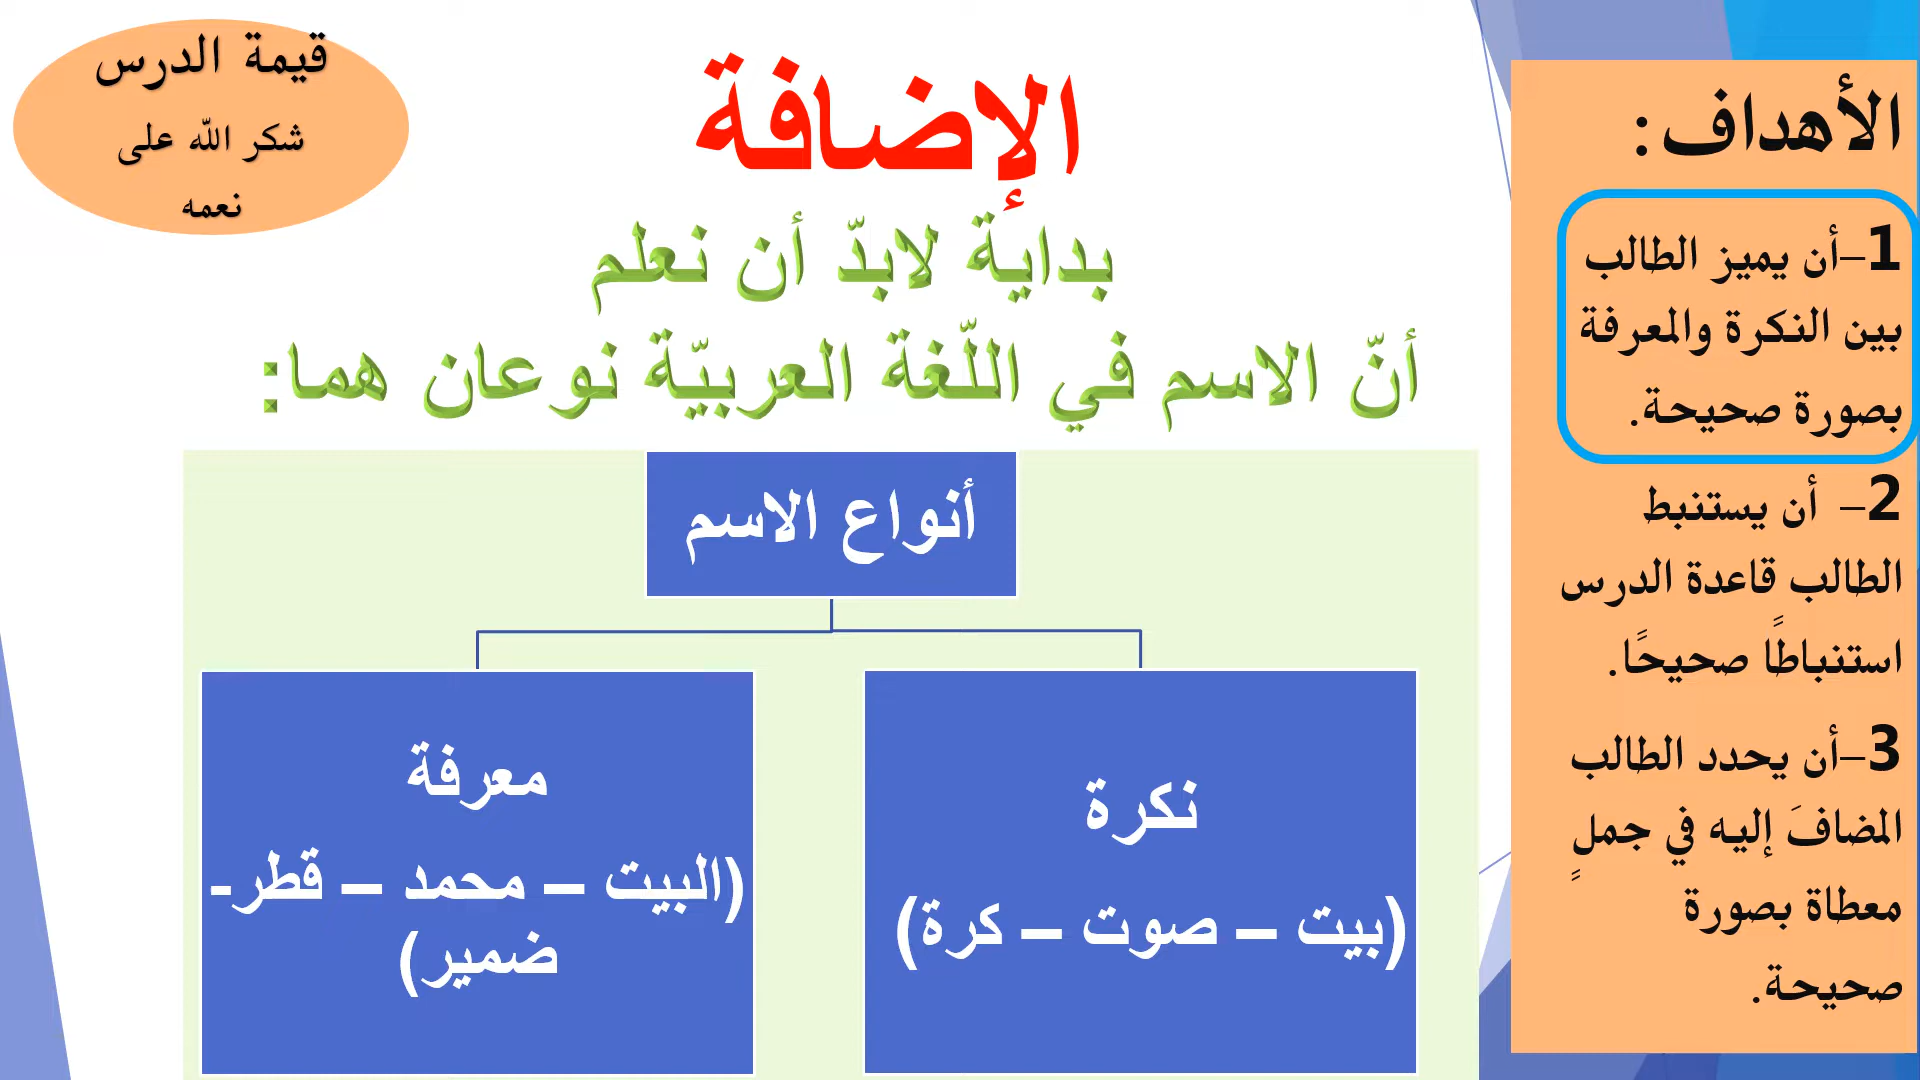 قيمة الدرس
شكر الله على
نعمه
الإضافة
بداية لابدّ أن نعلم
أنّ الاسم في اللّغة العربيّة نوعان هما:
أنواع الاسم
نكرة
(بيت – صوت – كرة)
معرفة
(البيت – محمد – قطر-
ضمير)
الأهداف:
1–أن يميز الطالب
بين النكرة والمعرفة
بصورة صحيحة.
2– أن يستنبط
الطالب قاعدة الدرس
استنباطًا صحيحًا.
3–أن يحدد الطالب
المضافَ إليه في جملٍ
معطاة بصورة
صحيحة.